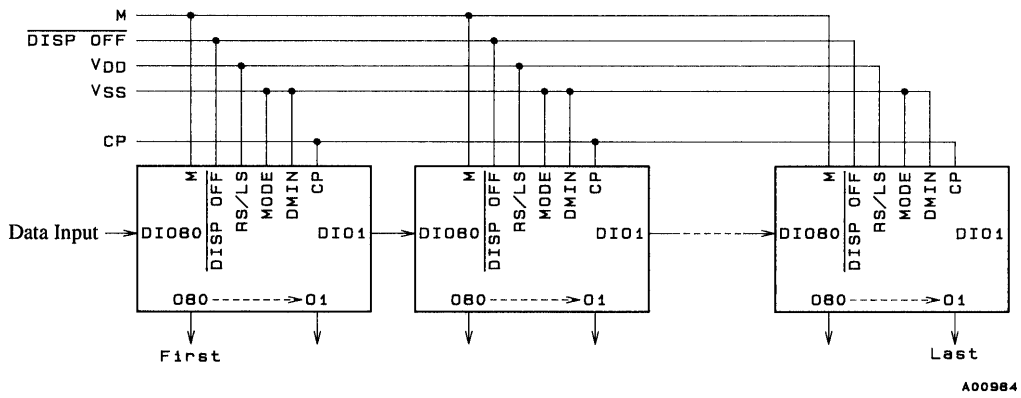 M
DISP OFF
VDD
VSS
CP
M DISP OFF RS/LS MODE DMIN CP
M DISP OFF RS/LS MODE DMIN CP
M DISP OFF RS/LS MODE DMIN CP
Data Input DIO80 DIO1 DIO80 DIO1 DIO80 DIO1
O80 O1 O80 O1 O80 O1
First Last
A00984